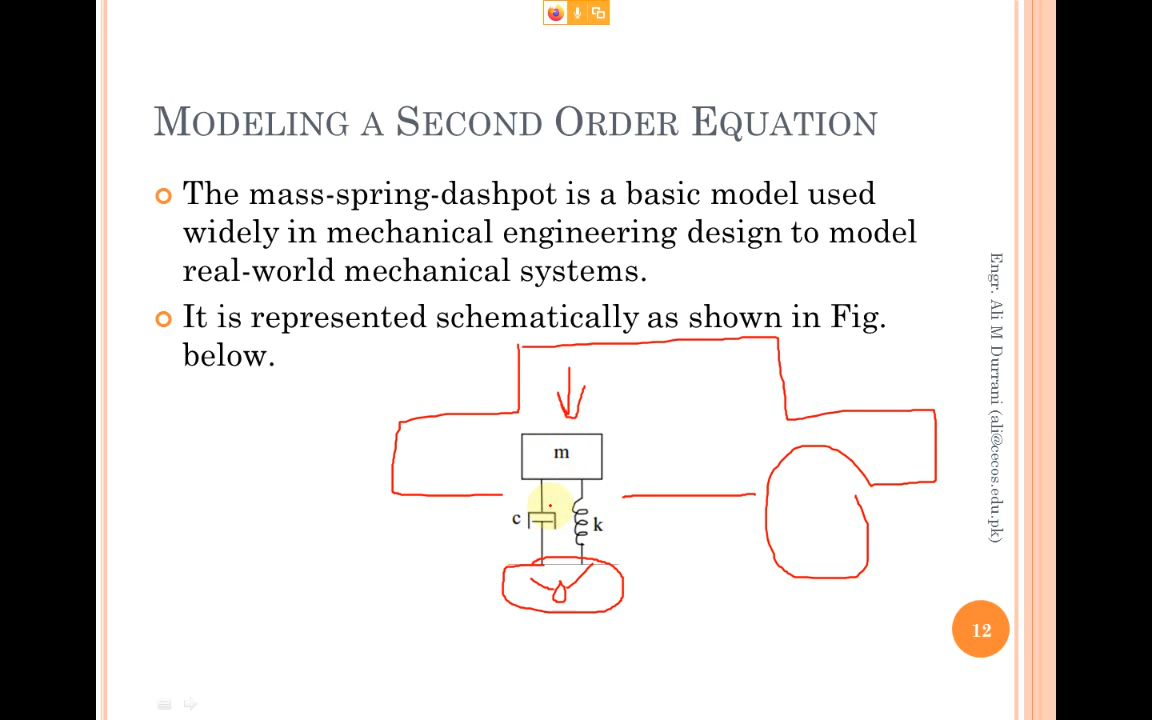 MODELING A SECOND ORDER EQUATION
The mass-spring-dashpot is a basic model used
widely in mechanical engineering design to model
real-world mechanical systems.
It is represented schematically as shown in Fig.
below.
m
c
k
Engr. Ali M Durrani (ali@cecos.edu.pk)
12